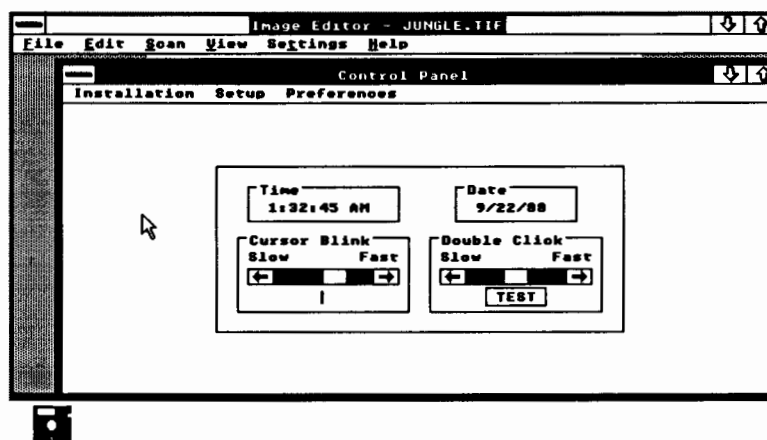 Image Editor - JUNGLE.TIF
File Edit Scan View Settings Help
Control Panel
Installation Setup Preferences
Time Date
1:32:45 AM 9/22/88
Cursor Blink Double Click
Slow Fast Slow Fast
TEST